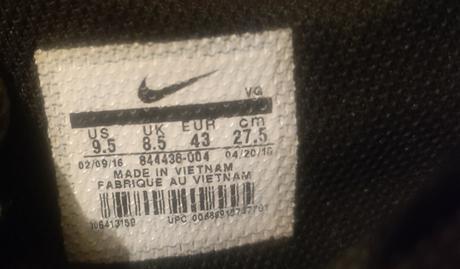 VG
US UK EUR cm
9.5 8.5 43 27.5
02/09/16 844436-004 04/20/16
MADE IN VIETNAM
FABRIQUE AU VIETNAM
UPC